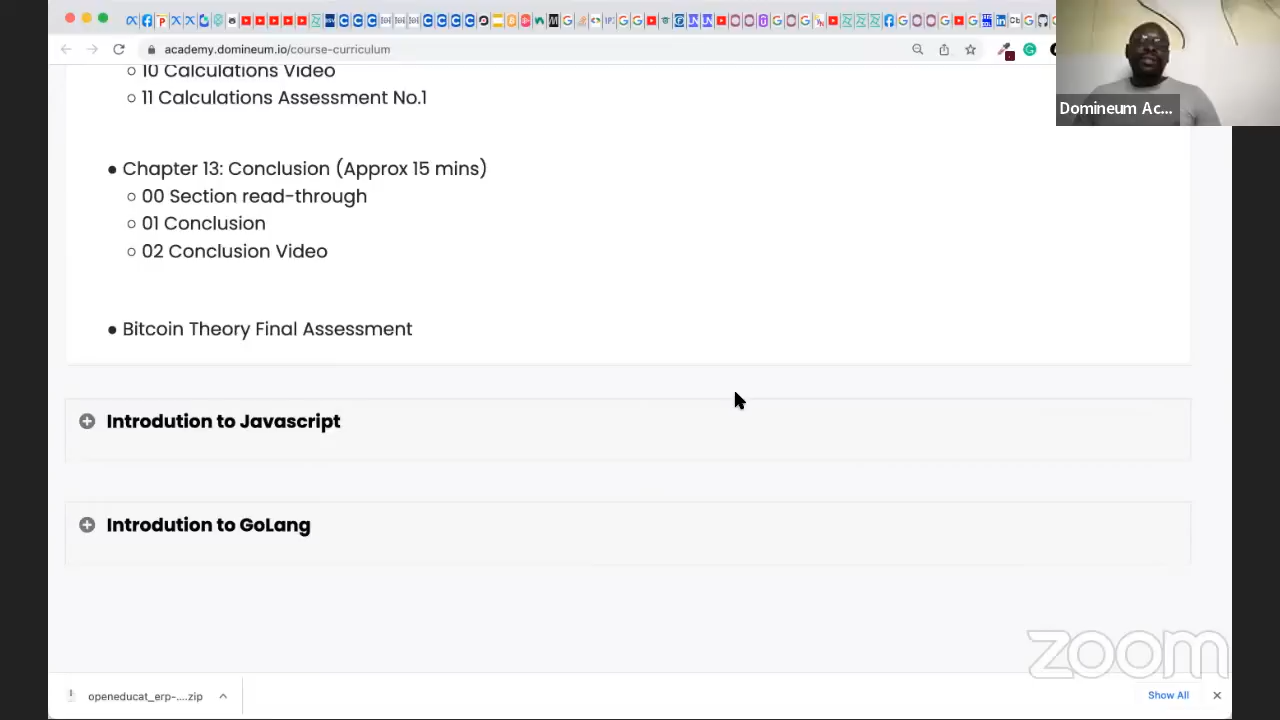 academy.domineum.io/course-curriculum
Domineum Ac...
10 Calculations Video
11 Calculations Assessment No.1
Chapter 13: Conclusion (Approx 15 mins)
00 Section read-through
01 Conclusion
02 Conclusion Video
Bitcoin Theory Final Assessment
Introdution to Javascript
Introdution to GoLang
zoom
openeducat_erp-....zip
Show All